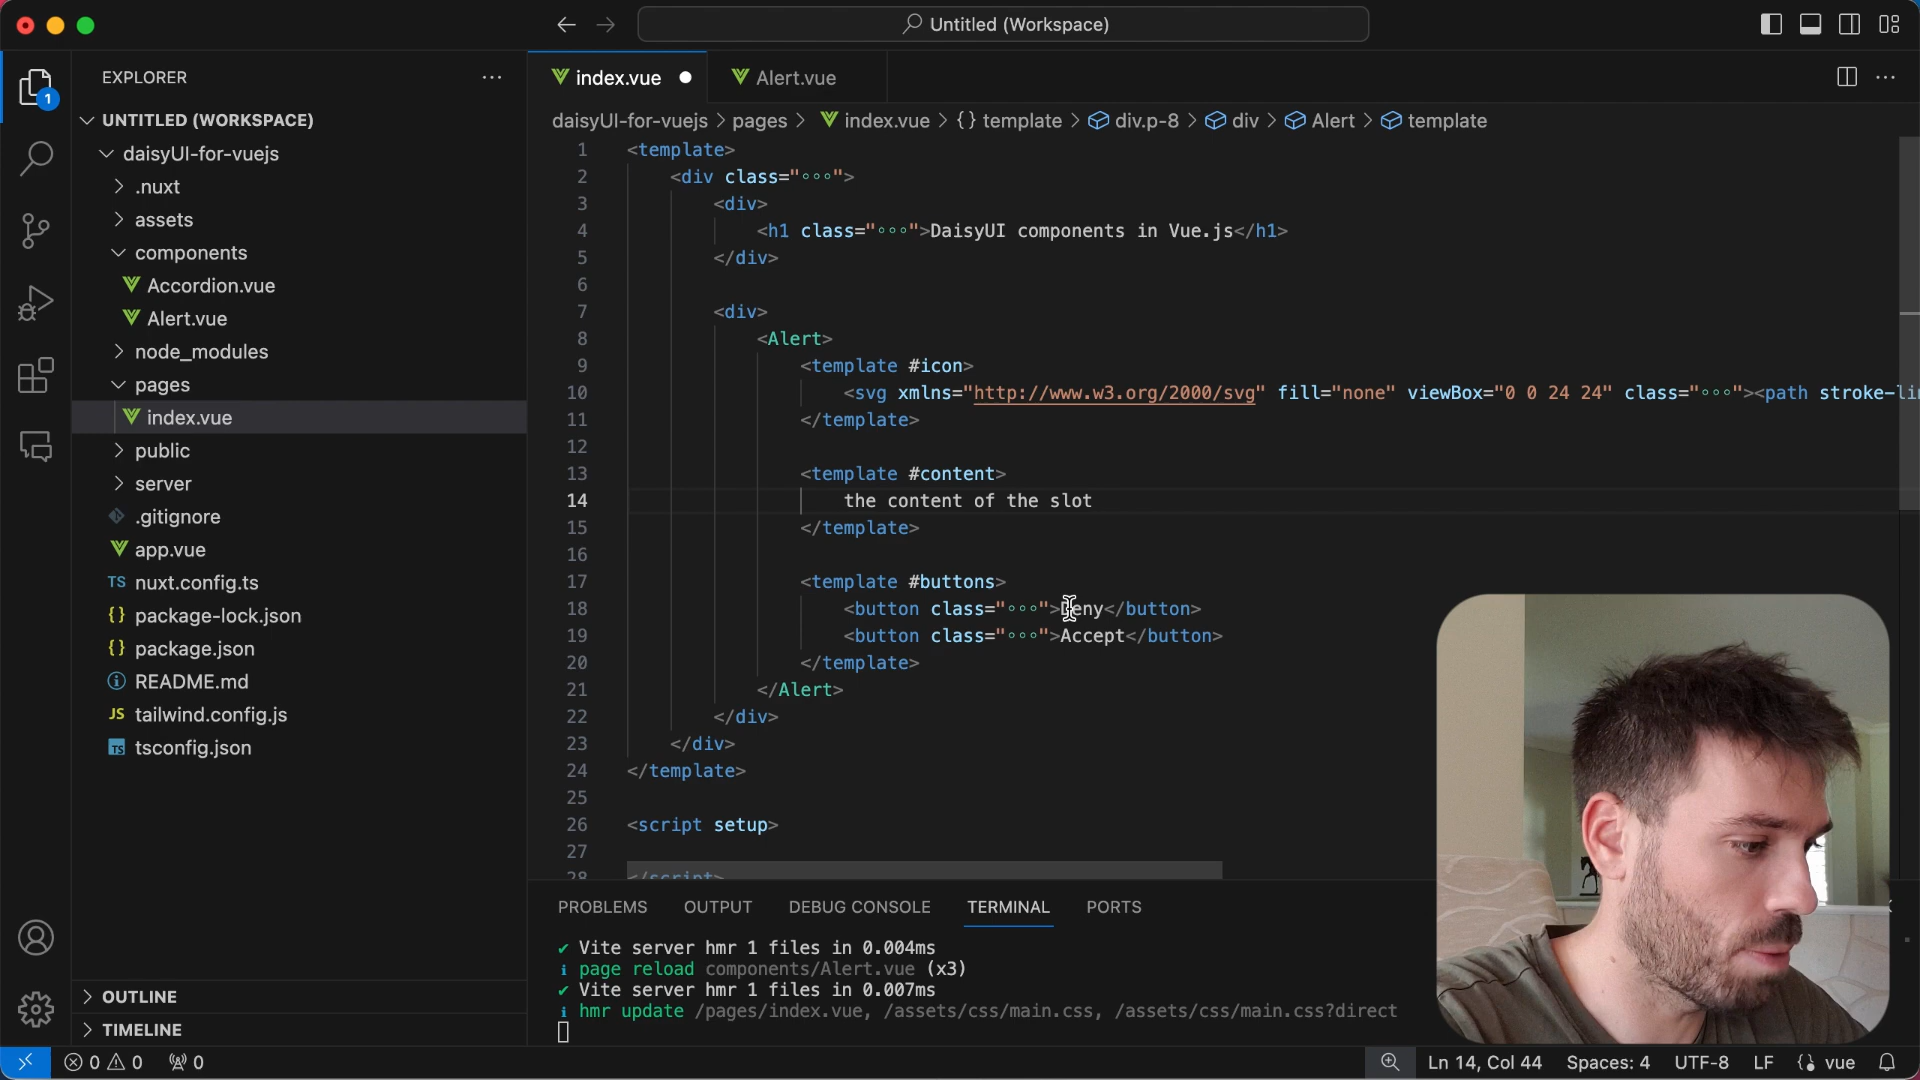 Untitled (Workspace)
EXPLORER
1
UNTITLED (WORKSPACE)
daisyUI-for-vuejs
.nuxt
assets
components
Accordion.vue
Alert.vue
node_modules
pages
index.vue
public
server
.gitignore
app.vue
TS nuxt.config.ts
{} package-lock.json
{} package.json
README.md
JS tailwind.config.js
TS tsconfig.json
OUTLINE
TIMELINE
index.vue
Alert.vue
daisyUI-for-vuejs > pages > index.vue > {} template > div.p-8 > div > Alert > template
1 <template>
2 <div class="◦◦◦">
3 <div>
4 <h1 class="◦◦◦">DaisyUI components in Vue.js</h1>
5 </div>
6
7 <div>
8 <Alert>
9 <template #icon>
10 <svg xmlns="http://www.w3.org/2000/svg" fill="none" viewBox="0 0 24 24" class="◦◦◦"><path stroke-lin
11 </template>
12
13 <template #content>
14 the content of the slot
15 </template>
16
17 <template #buttons>
18 <button class="◦◦◦">Deny</button>
19 <button class="◦◦◦">Accept</button>
20 </template>
21 </Alert>
22 </div>
23 </div>
24 </template>
25
26 <script setup>
27
28 </script>
PROBLEMS OUTPUT DEBUG CONSOLE TERMINAL PORTS
✔ Vite server hmr 1 files in 0.004ms
ℹ page reload components/Alert.vue (x3)
✔ Vite server hmr 1 files in 0.007ms
ℹ hmr update /pages/index.vue, /assets/css/main.css, /assets/css/main.css?direct
0 0 0 Ln 14, Col 44 Spaces: 4 UTF-8 LF vue